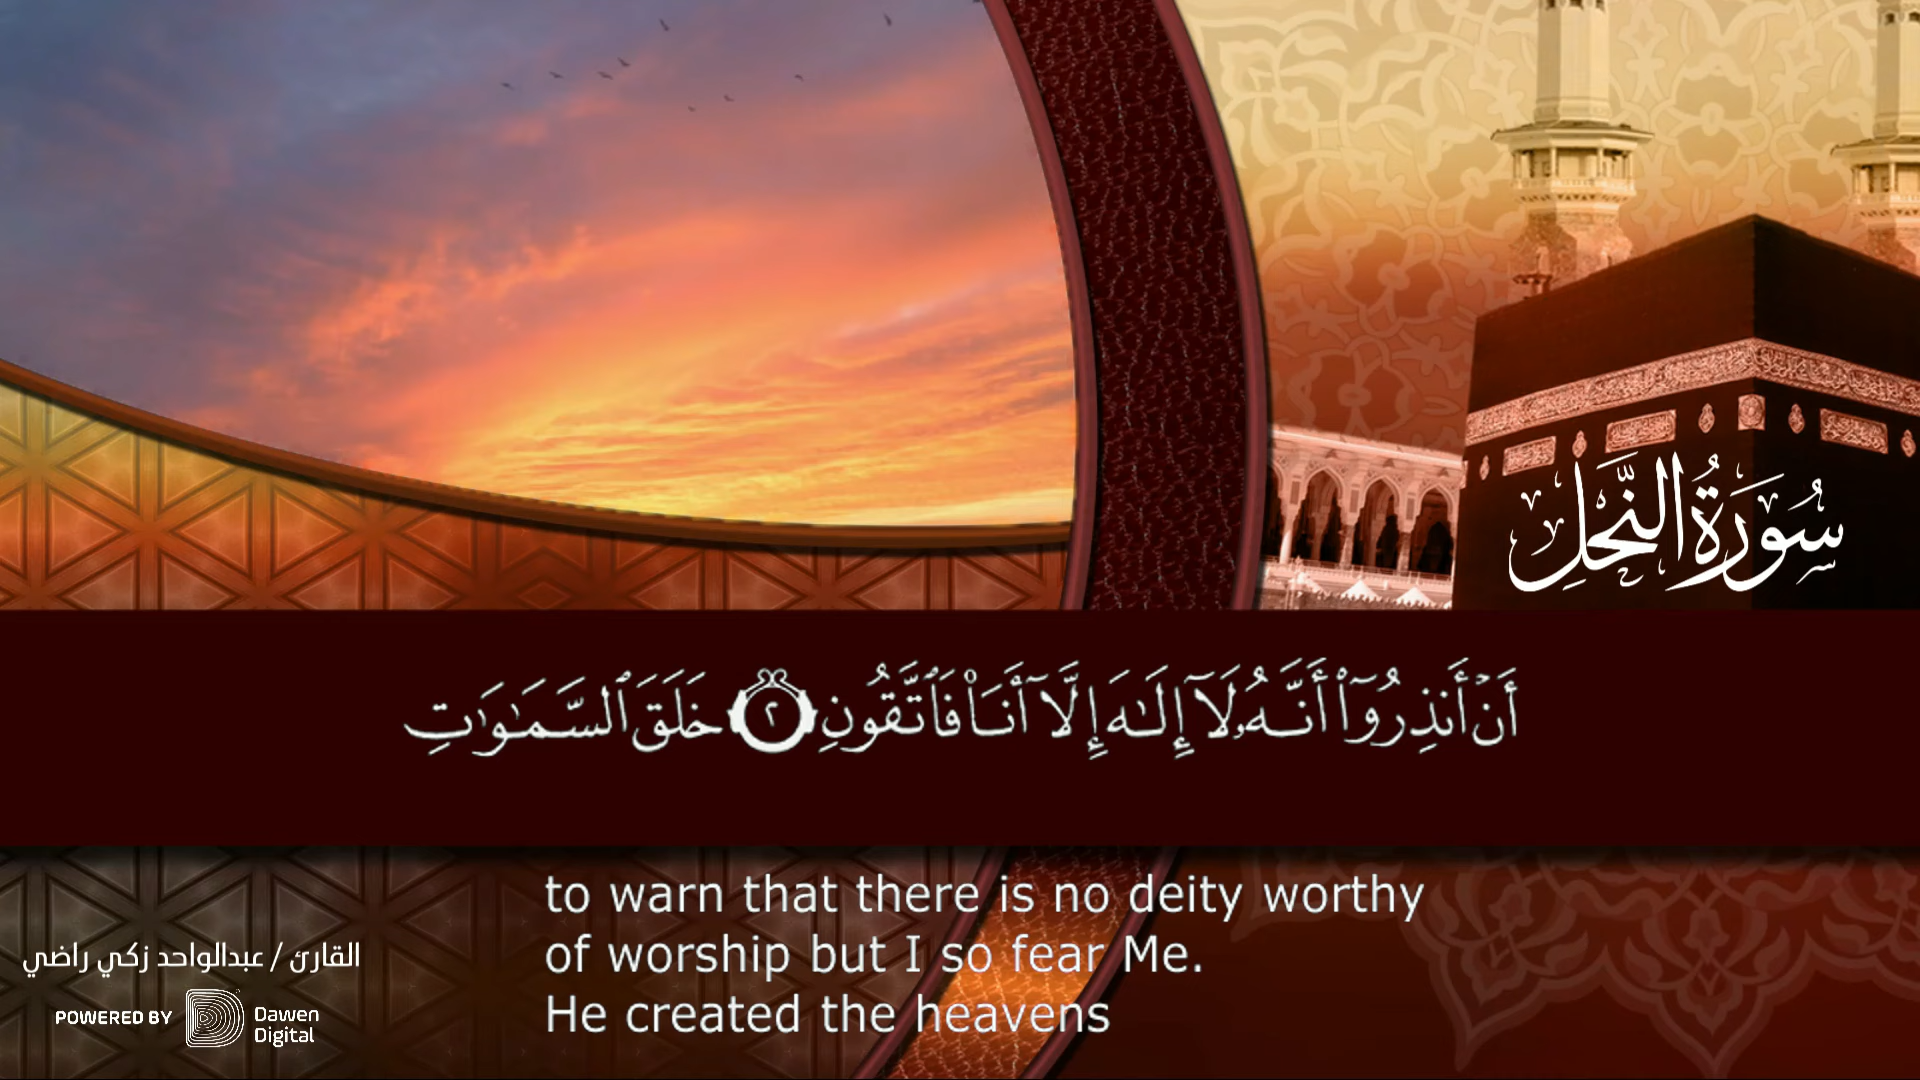 سُورَةُ النَّحْلِ
أَنْ أَنذِرُوٓا۟ أَنَّهُۥ لَآ إِلَـٰهَ إِلَّآ أَنَا۠ فَٱتَّقُونِ ٢ خَلَقَ ٱلسَّمَـٰوَٰتِ
to warn that there is no deity worthy
of worship but I so fear Me.
He created the heavens
القارئ / عبدالواحد زكي راضي
POWERED BY Dawen
Digital